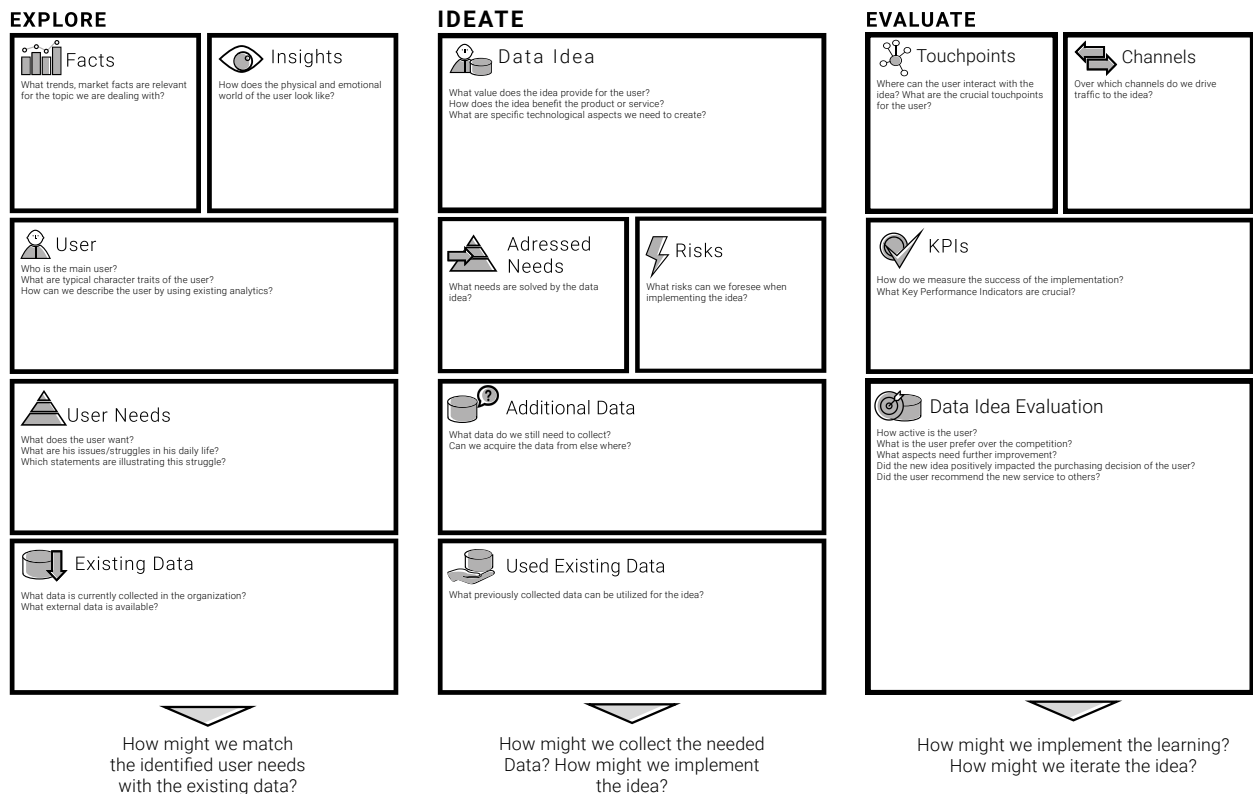 EXPLORE
Facts
What trends, market facts are relevant
for the topic we are dealing with?
Insights
How does the physical and emotional
world of the user look like?
User
Who is the main user?
What are typical character traits of the user?
How can we describe the user by using existing analytics?
User Needs
What does the user want?
What are his issues/struggles in his daily life?
Which statements are illustrating this struggle?
Existing Data
What data is currently collected in the organization?
What external data is available?
How might we match
the identified user needs
with the existing data?
IDEATE
Data Idea
What value does the idea provide for the user?
How does the idea benefit the product or service?
What are specific technological aspects we need to create?
Adressed
Needs
What needs are solved by the data
idea?
Risks
What risks can we foresee when
implementing the idea?
?
Additional Data
What data do we still need to collect?
Can we acquire the data from else where?
Used Existing Data
What previously collected data can be utilized for the idea?
How might we collect the needed
Data? How might we implement
the idea?
EVALUATE
Touchpoints
Where can the user interact with the
idea? What are the crucial touchpoints
for the user?
Channels
Over which channels do we drive
traffic to the idea?
KPIs
How do we measure the success of the implementation?
What Key Performance Indicators are crucial?
Data Idea Evaluation
How active is the user?
What is the user prefer over the competition?
What aspects need further improvement?
Did the new idea positively impacted the purchasing decision of the user?
Did the user recommend the new service to others?
How might we implement the learning?
How might we iterate the idea?